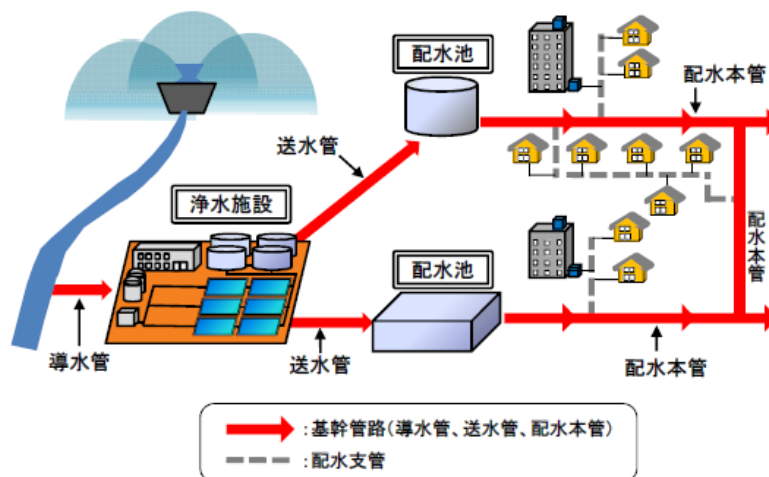 配水池
配水本管
送水管
浄水施設
配水池
配水本管
導水管
送水管
配水本管
:基幹管路(導水管、送水管、配水本管)
:配水支管